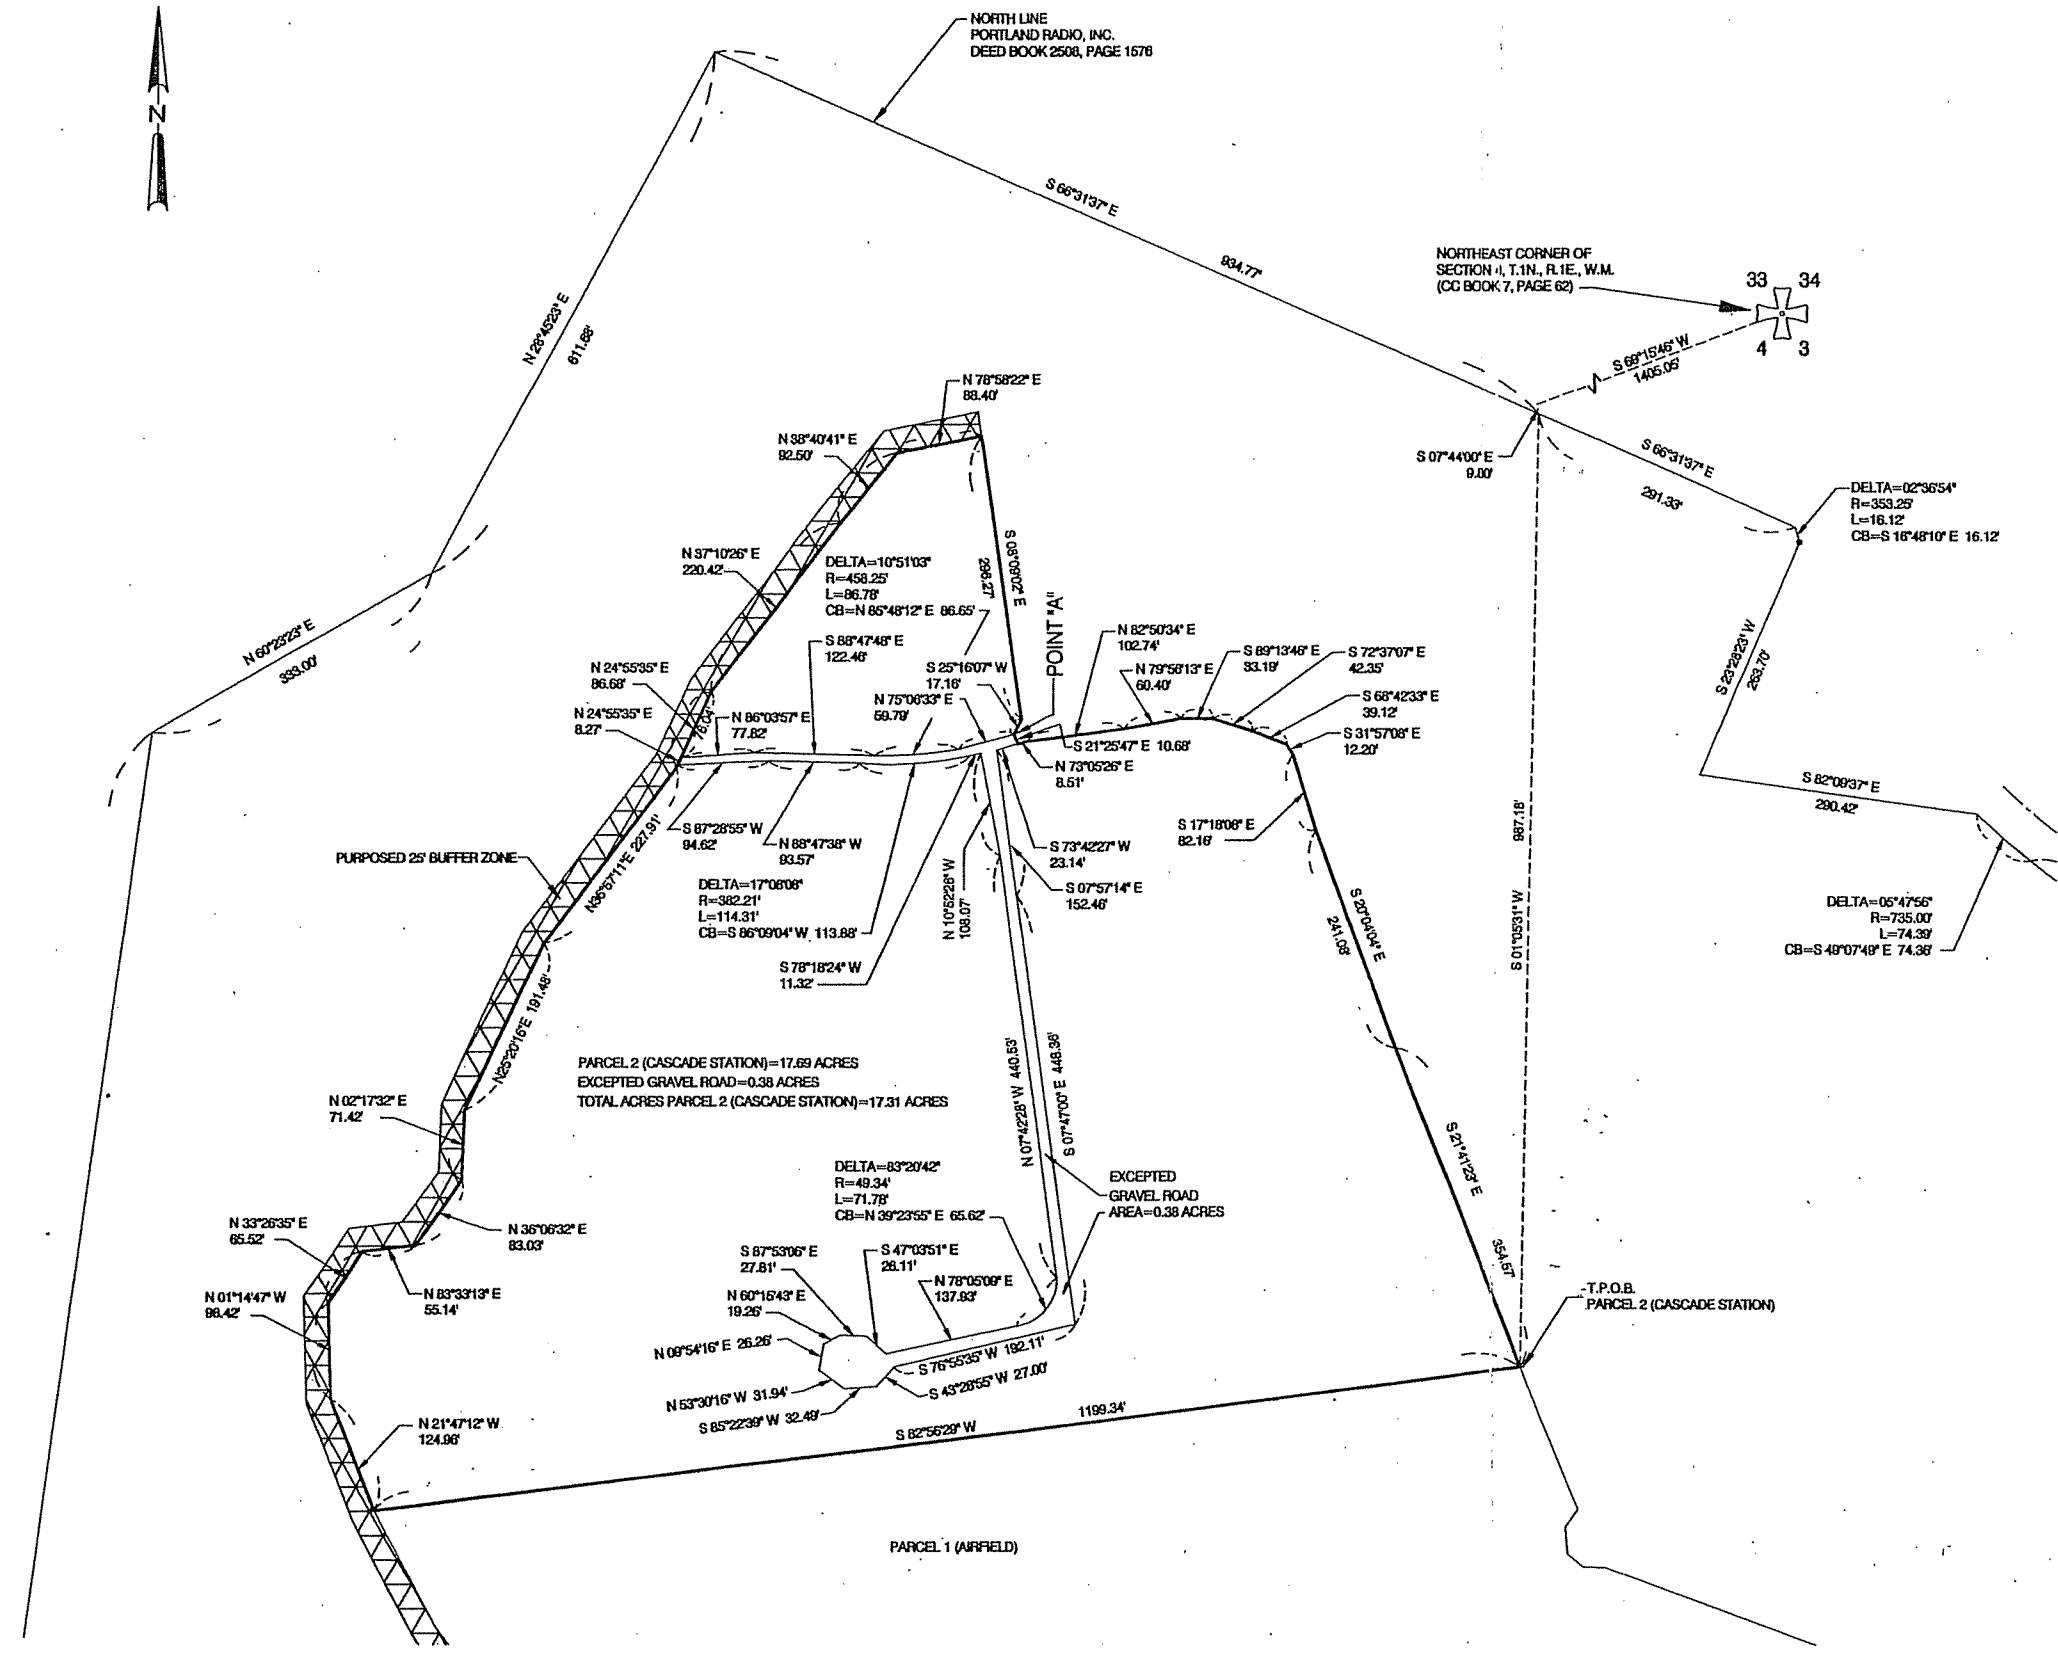 N
NORTH LINE
PORTLAND RADIO, INC.
DEED BOOK 2508, PAGE 1576
S 66°31'37" E
934.77'
NORTHEAST CORNER OF
T.1N., R.1E., W.M.
(CC BOOK 7, PAGE 62)
33 34
4 3
S 69°15'46" W
1405.05'
N 28°45'23" E
611.68'
N 78°58'22" E
88.40'
N 38°40'41" E
92.50'
S 07°44'00" E
9.00'
S 66°31'37" E
291.33'
DELTA=02°36'54"
R=353.25'
L=16.12'
CB=S 16°48'10" E 16.12'
N 37°10'26" E
220.42'
DELTA=10°51'03"
R=458.25'
L=86.78'
CB=N 85°48'12" E 86.65'
S 08°09'02" E
296.27'
POINT "A"
N 60°23'23" E
333.00'
S 88°47'48" E
122.46'
N 82°50'34" E
102.74'
S 89°13'46" E
33.19'
S 72°37'07" E
42.35'
N 24°55'35" E
86.68'
S 25°16'07" W
17.16'
N 79°56'13" E
60.40'
S 23°28'23" W
263.70'
N 75°06'33" E
59.79'
S 68°42'33" E
39.12'
N 24°55'35" E
8.27'
76.04'
N 86°03'57" E
77.82'
S 31°57'08" E
12.20'
S 21°25'47" E 10.68'
N 73°05'26" E
8.51'
S 82°09'37" E
290.42'
S 87°28'55" W
94.62'
N 88°47'38" W
93.57'
S 17°18'08" E
82.16'
987.18'
S 01°05'31" W
PURPOSED 25' BUFFER ZONE
N36°57'11"E 227.91'
S 73°42'27" W
23.14'
DELTA=17°08'08"
R=382.21'
L=114.31'
CB=S 86°09'04" W 113.88'
N 10°52'26" W
108.07'
S 07°57'14" E
152.46'
S 20°04'04" E
241.08'
DELTA=05°47'56"
R=735.00'
L=74.39'
CB=S 49°07'49" E 74.36'
S 78°18'24" W
11.32'
N25°20'16"E 191.48'
PARCEL 2 (CASCADE STATION)=17.69 ACRES
EXCEPTED GRAVEL ROAD=0.38 ACRES
TOTAL ACRES PARCEL 2 (CASCADE STATION)=17.31 ACRES
N 07°42'28" W 440.53'
S 07°47'00" E 448.36'
N 02°17'32" E
71.42'
S 21°41'23" E
354.67'
DELTA=83°20'42"
R=49.34'
L=71.78'
CB=N 39°23'55" E 65.62'
EXCEPTED
GRAVEL ROAD
AREA=0.38 ACRES
N 33°26'35" E
65.52'
N 36°06'32" E
83.03'
S 87°53'06" E
27.81'
S 47°03'51" E
26.11'
N 01°14'47" W
98.42'
N 83°33'13" E
55.14'
N 60°15'43" E
19.26'
N 78°05'09" E
137.93'
T.P.O.B.
PARCEL 2 (CASCADE STATION)
N 09°54'16" E 26.26'
S 76°55'35" W 192.11'
N 53°30'16" W 31.94'
S 43°28'55" W 27.00'
S 85°22'39" W 32.49'
N 21°47'12" W
124.96'
S 82°56'29" W
1199.34'
PARCEL 1 (AIRFIELD)